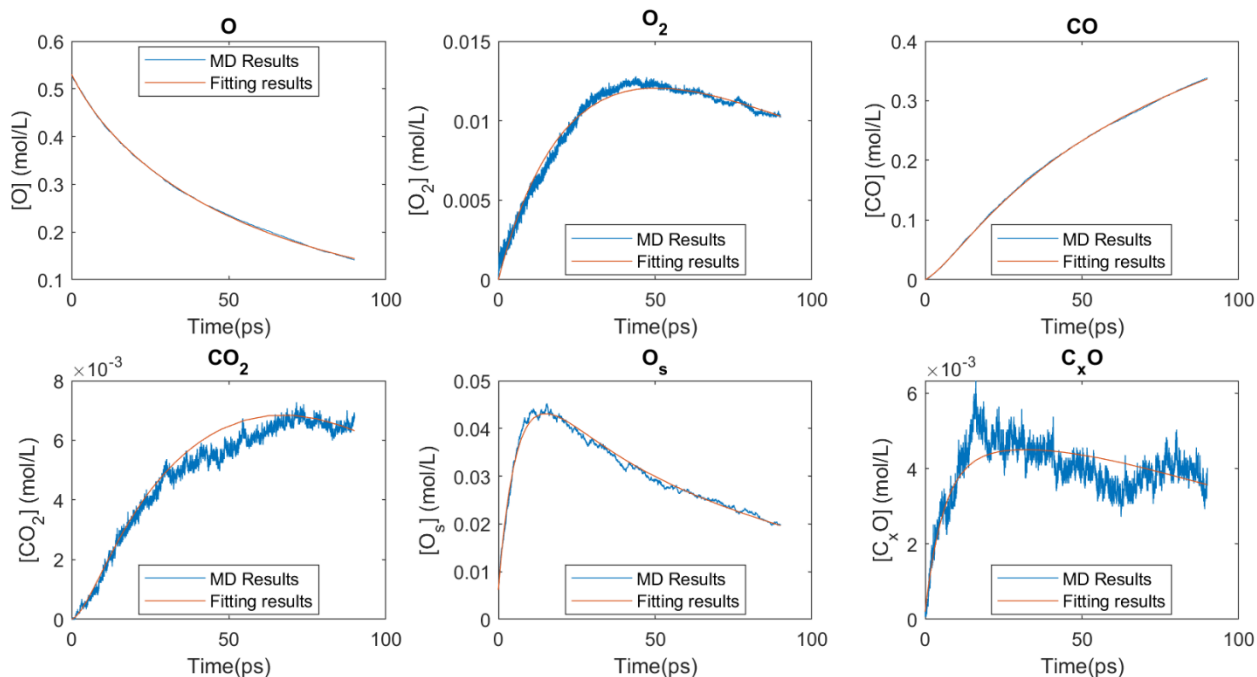 O
0.6
0.5
0.4
0.3
0.2
0.1
[O] (mol/L)
MD Results
Fitting results
0
50
100
Time(ps)
O2
0.015
0.01
0.005
0
[O2] (mol/L)
MD Results
Fitting results
0
50
100
Time(ps)
CO
0.4
0.3
0.2
0.1
0
[CO] (mol/L)
MD Results
Fitting results
0
50
100
Time(ps)
CO2
×10-3
8
6
4
2
0
[CO2] (mol/L)
MD Results
Fitting results
0
50
100
Time(ps)
Os
0.05
0.04
0.03
0.02
0.01
0
[Os] (mol/L)
MD Results
Fitting results
0
50
100
Time(ps)
CxO
×10-3
6
4
2
0
[CxO] (mol/L)
MD Results
Fitting results
0
50
100
Time(ps)